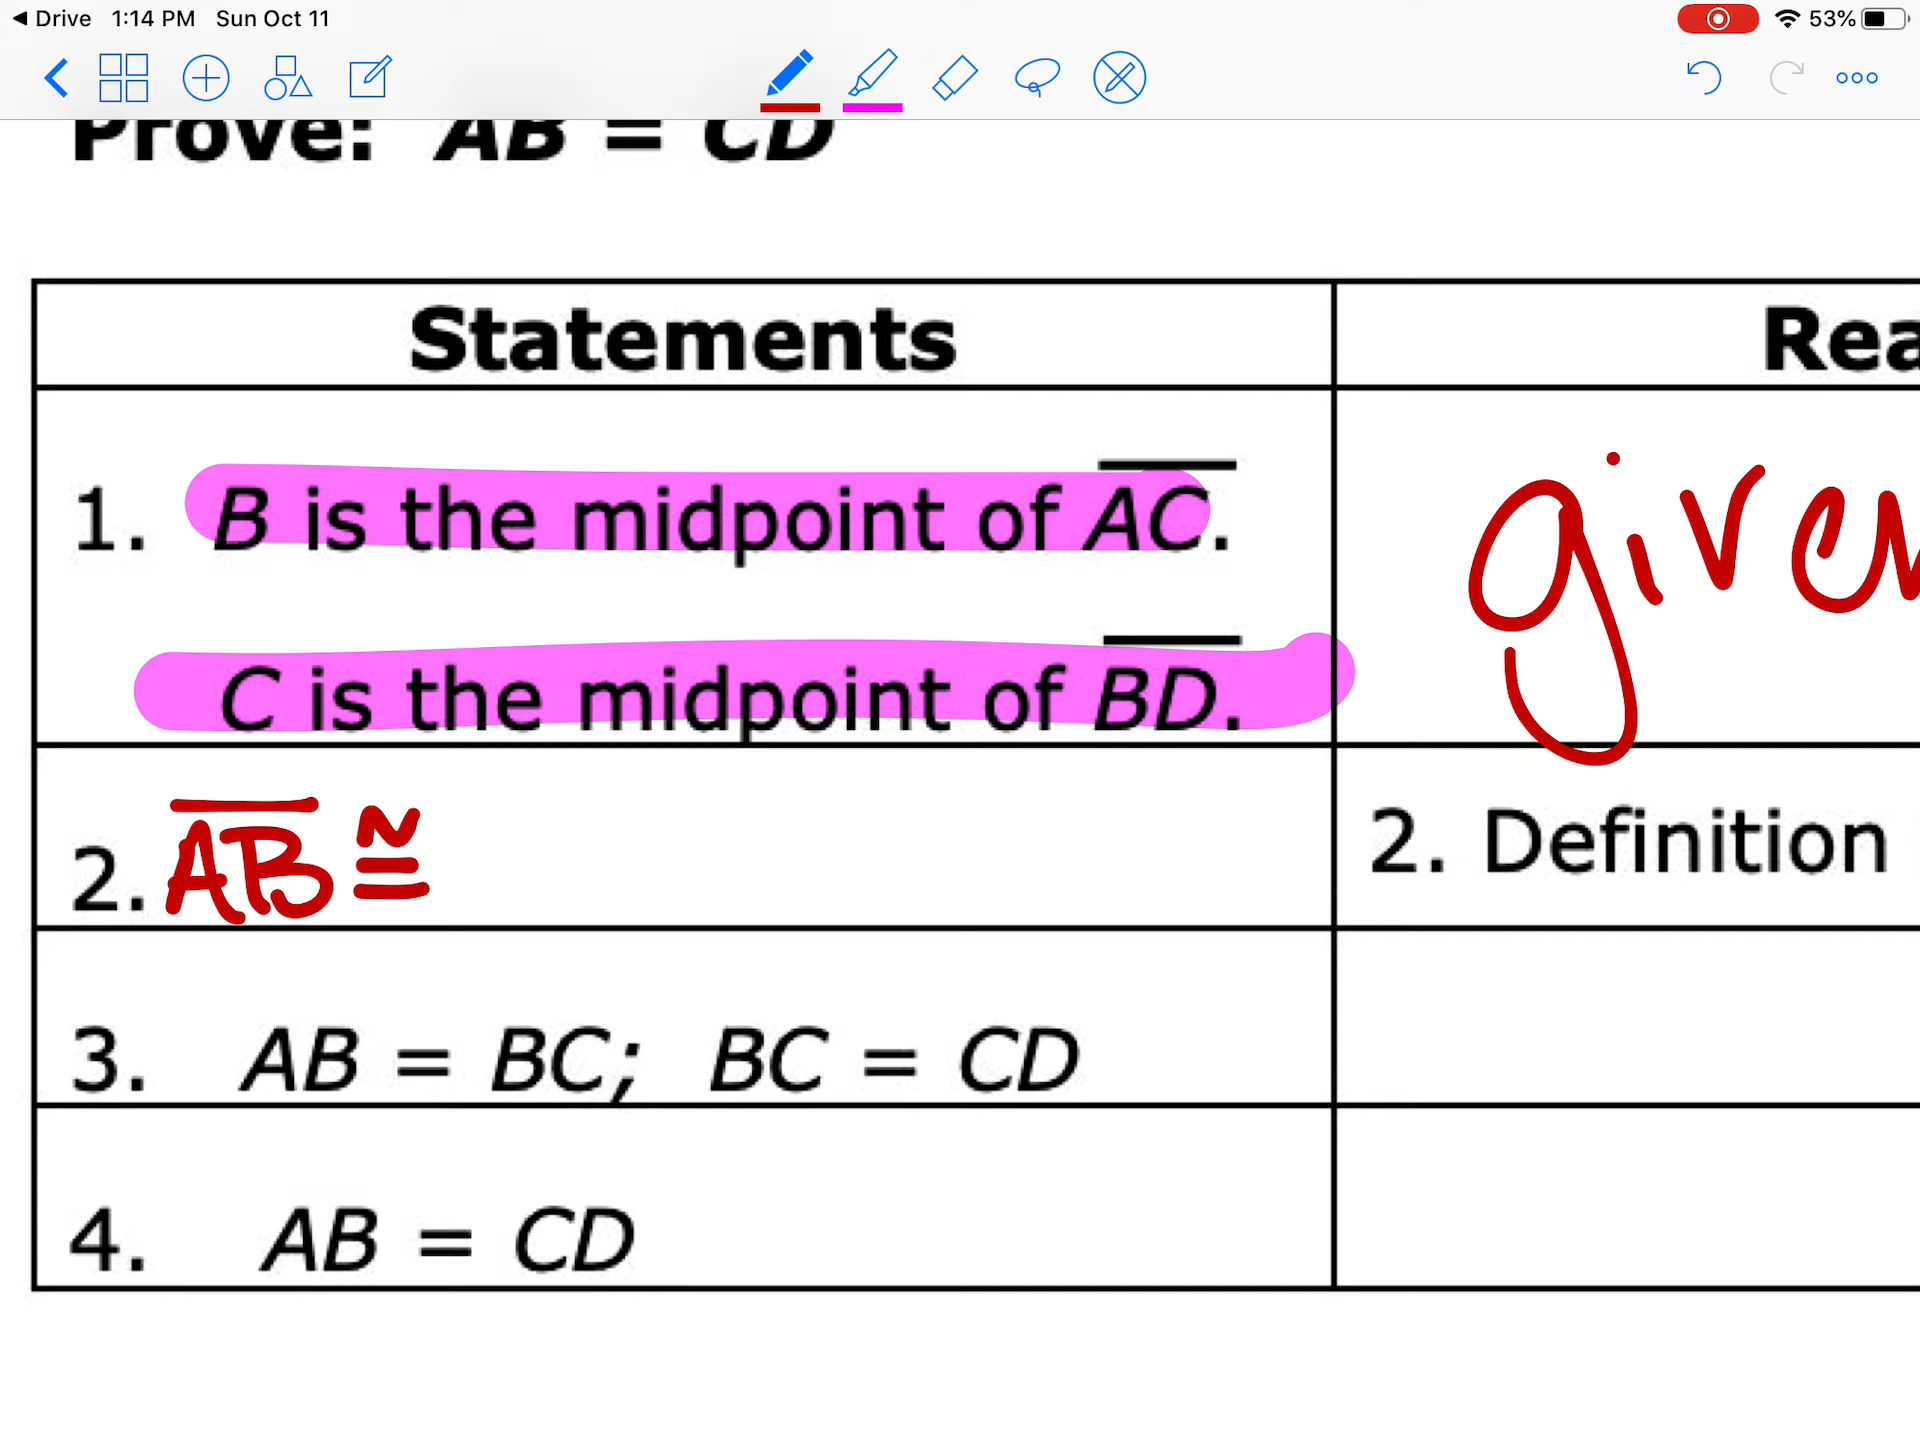 Drive 1:14 PM Sun Oct 11 53%
Prove: AB = CD
Statements Rea
1. B is the midpoint of AC. given
C is the midpoint of BD.
2. AB ≅ 2. Definition
3. AB = BC; BC = CD
4. AB = CD